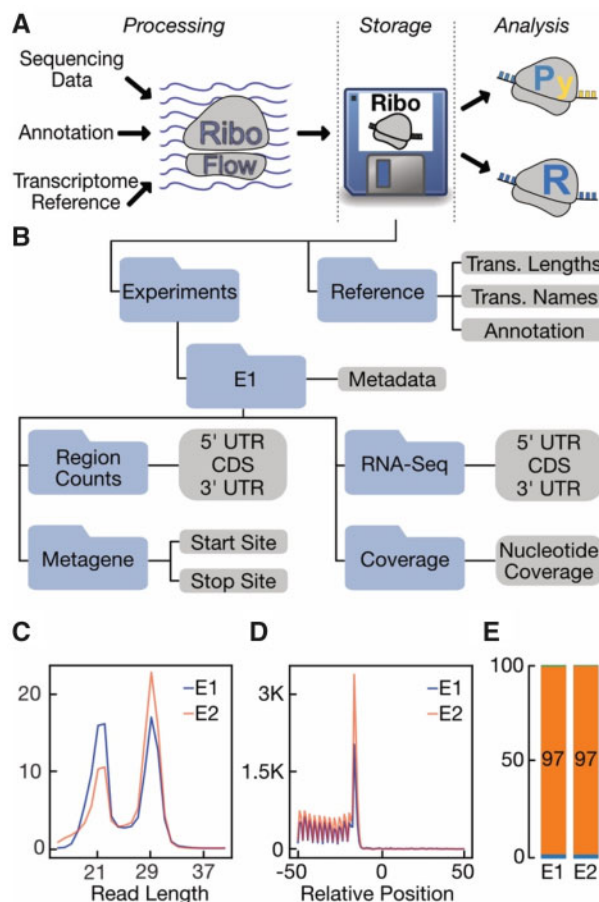 A
Processing
Storage
Analysis
Sequencing
Data
Annotation
Transcriptome
Reference
Ribo
Flow
Ribo
Py
R
B
Experiments
Reference
Trans. Lengths
Trans. Names
Annotation
E1
Metadata
Region
Counts
5' UTR
CDS
3' UTR
RNA-Seq
5' UTR
CDS
3' UTR
Metagene
Start Site
Stop Site
Coverage
Nucleotide
Coverage
C
20
10
0
E1
E2
21 29 37
Read Length
D
3K
1.5K
0
E1
E2
-50 0 50
Relative Position
E
100
50
0
97 97
E1 E2